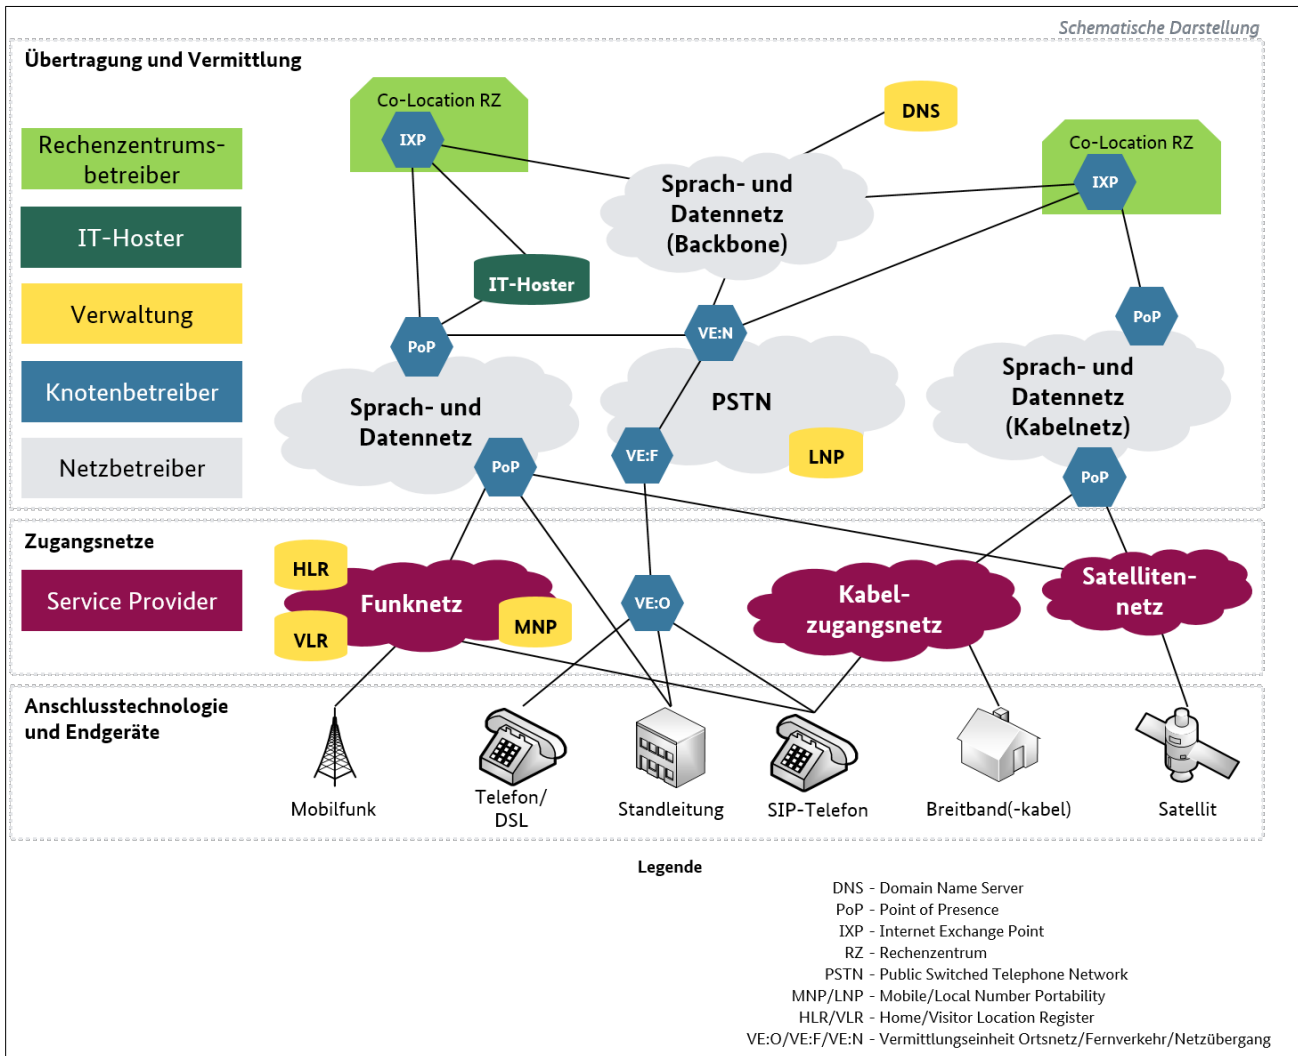 Schematische Darstellung
Übertragung und Vermittlung
Rechenzentrums-
betreiber
IT-Hoster
Verwaltung
Knotenbetreiber
Netzbetreiber
Co-Location RZ
IXP
DNS
Co-Location RZ
IXP
Sprach- und
Datennetz
(Backbone)
IT-Hoster
PoP
VE:N
PoP
Sprach- und
Datennetz
PSTN
Sprach- und
Datennetz
(Kabelnetz)
PoP
VE:F
LNP
PoP
Zugangsnetze
Service Provider
HLR
VLR
Funknetz
MNP
VE:O
Kabel-
zugangsnetz
Satelliten-
netz
Anschlusstechnologie
und Endgeräte
Mobilfunk
Telefon/
DSL
Standleitung
SIP-Telefon
Breitband(-kabel)
Satellit
Legende
DNS - Domain Name Server
PoP - Point of Presence
IXP - Internet Exchange Point
RZ - Rechenzentrum
PSTN - Public Switched Telephone Network
MNP/LNP - Mobile/Local Number Portability
HLR/VLR - Home/Visitor Location Register
VE:O/VE:F/VE:N - Vermittlungseinheit Ortsnetz/Fernverkehr/Netzübergang